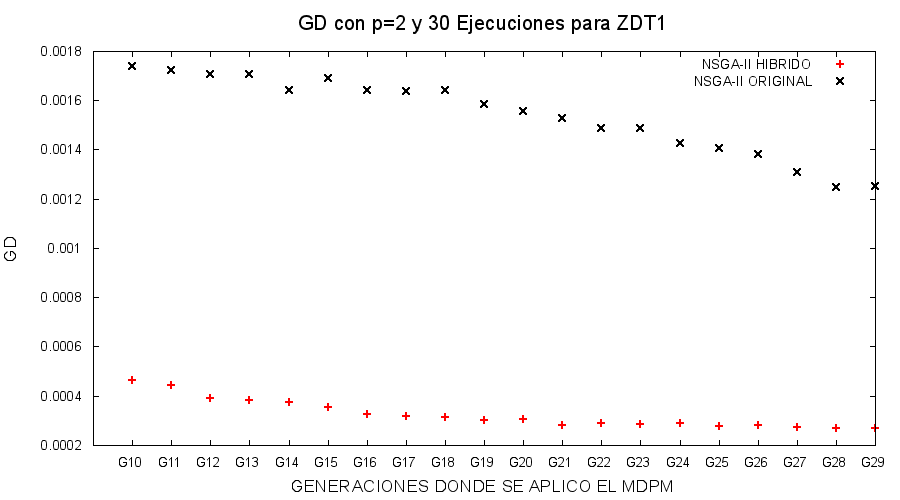 GD con p=2 y 30 Ejecuciones para ZDT1
0.0018
0.0016
0.0014
0.0012
0.001
0.0008
0.0006
0.0004
0.0002
GD
NSGA-II HIBRIDO
NSGA-II ORIGINAL
G10 G11 G12 G13 G14 G15 G16 G17 G18 G19 G20 G21 G22 G23 G24 G25 G26 G27 G28 G29
GENERACIONES DONDE SE APLICO EL MDPM